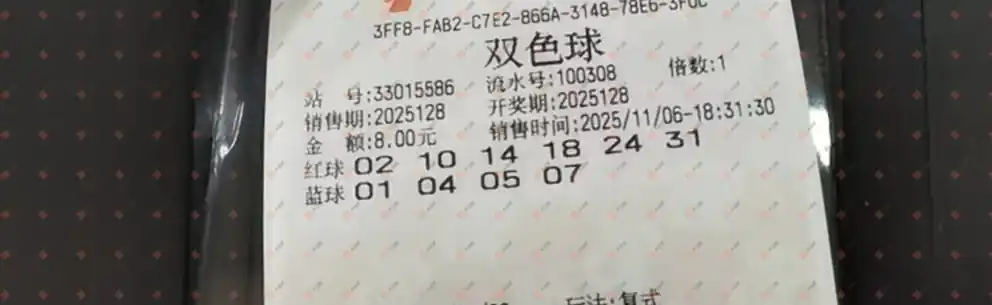 3FF8-FAB2-C7E2-866A-3148-78E6-3F0C
双色球
站 号:33015586 流水号:100308 倍数:1
销售期:2025128 开奖期:2025128
金 额:8.00元 销售时间:2025/11/06-18:31:30
红球 02 10 14 18 24 31
蓝球 01 04 05 07
玩法:复式